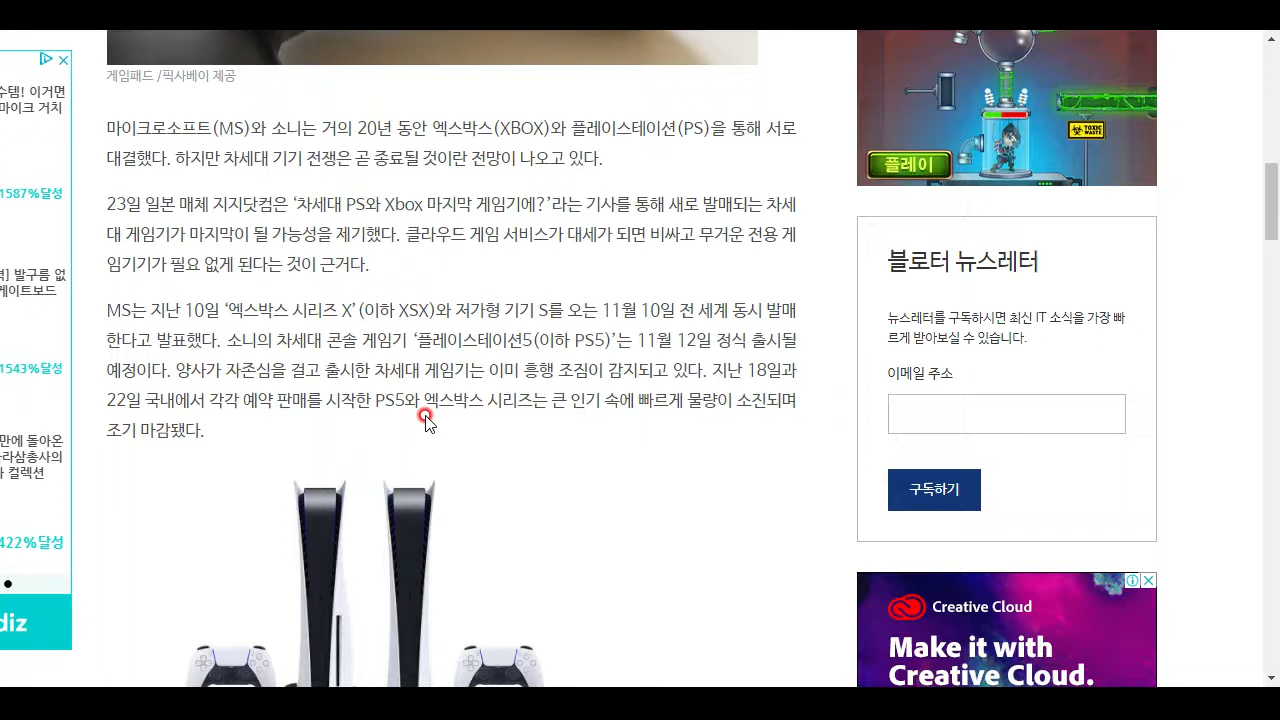 게임패드 /픽사베이 제공
마이크로소프트(MS)와 소니는 거의 20년 동안 엑스박스(XBOX)와 플레이스테이션(PS)을 통해 서로
대결했다. 하지만 차세대 기기 전쟁은 곧 종료될 것이란 전망이 나오고 있다.
23일 일본 매체 지지닷컴은 ‘차세대 PS와 Xbox 마지막 게임기에?’라는 기사를 통해 새로 발매되는 차세
대 게임기가 마지막이 될 가능성을 제기했다. 클라우드 게임 서비스가 대세가 되면 비싸고 무거운 전용 게
임기기가 필요 없게 된다는 것이 근거다.
MS는 지난 10일 ‘엑스박스 시리즈 X’(이하 XSX)와 저가형 기기 S를 오는 11월 10일 전 세계 동시 발매
한다고 발표했다. 소니의 차세대 콘솔 게임기 ‘플레이스테이션5(이하 PS5)’는 11월 12일 정식 출시될
예정이다. 양사가 자존심을 걸고 출시한 차세대 게임기는 이미 흥행 조짐이 감지되고 있다. 지난 18일과
22일 국내에서 각각 예약 판매를 시작한 PS5와 엑스박스 시리즈는 큰 인기 속에 빠르게 물량이 소진되며
조기 마감됐다.
수템! 이거면
마이크 거치
1587%달성
] 발구름 없
1543%달성
만에 돌아온
라삼총사의
컬렉션
422%달성
diz
TOXIC
WASTE
플레이
블로터 뉴스레터
뉴스레터를 구독하시면 최신 IT 소식을 가장 빠
르게 받아보실 수 있습니다.
이메일 주소
구독하기
Creative Cloud
Make it with
Creative Cloud.